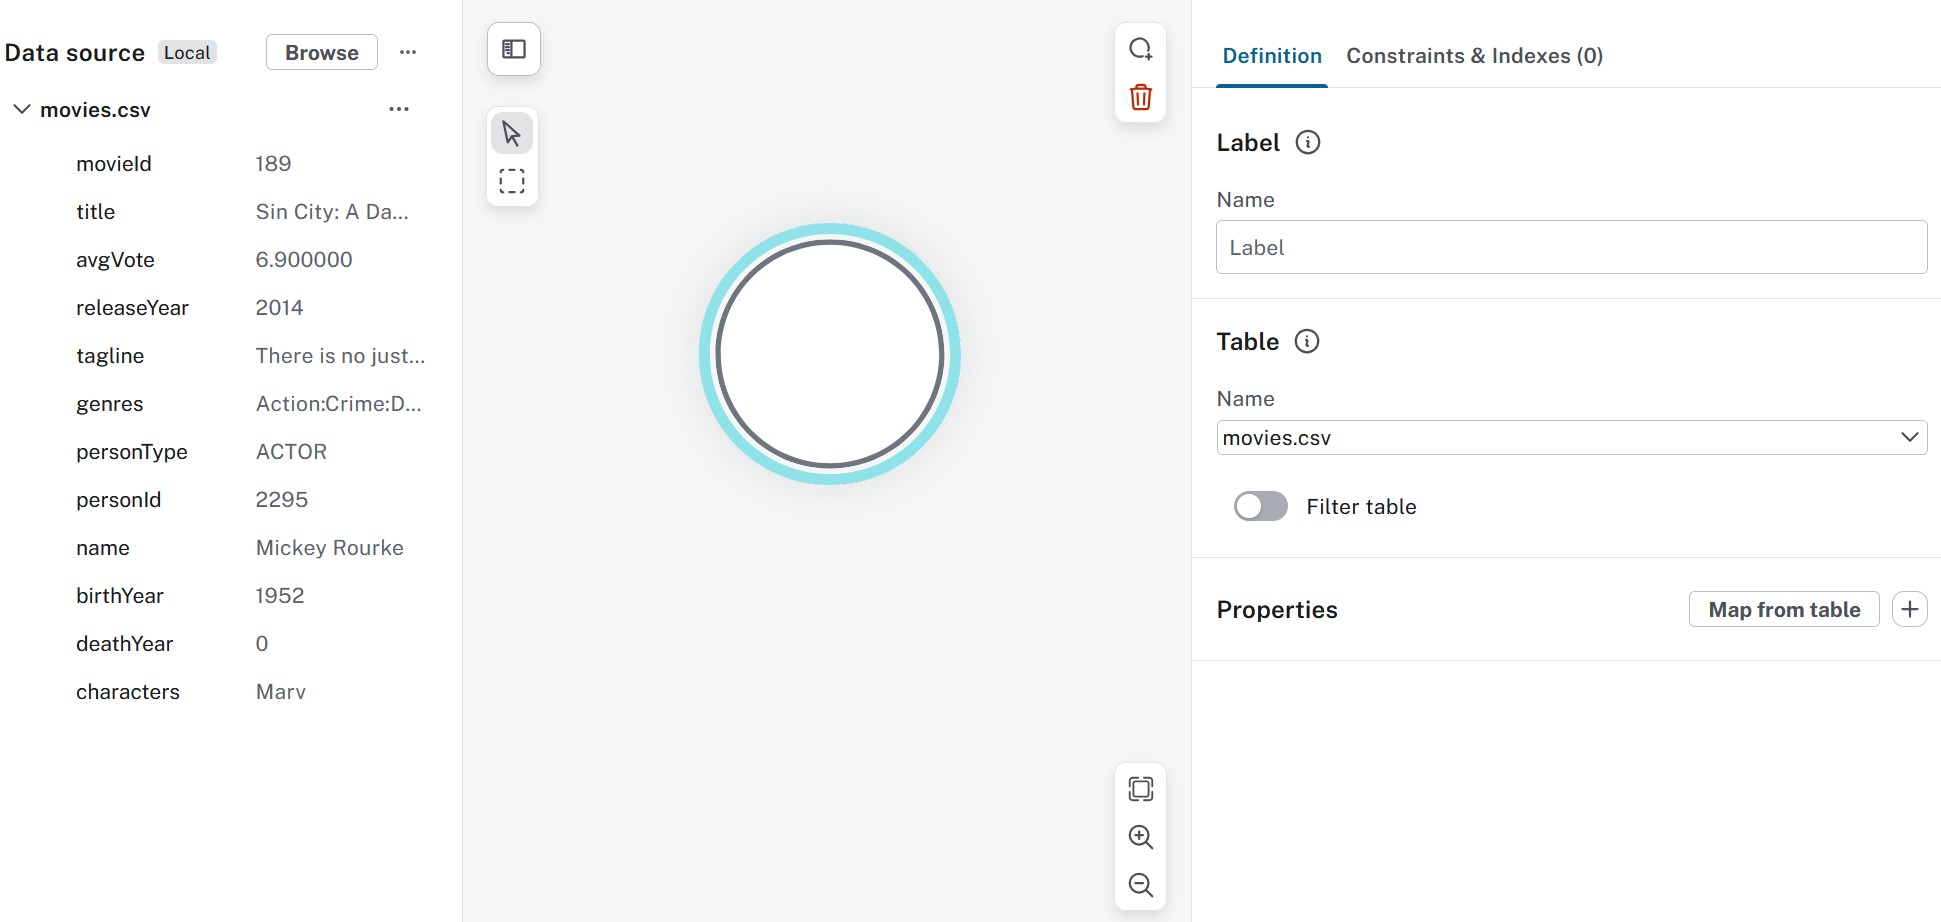 Data source Local Browse
movies.csv
movieId 189
title Sin City: A Da...
avgVote 6.900000
releaseYear 2014
tagline There is no just...
genres Action:Crime:D...
personType ACTOR
personId 2295
name Mickey Rourke
birthYear 1952
deathYear 0
characters Marv
Definition Constraints & Indexes (0)
Label
Name
Label
Table
Name
movies.csv
Filter table
Properties Map from table